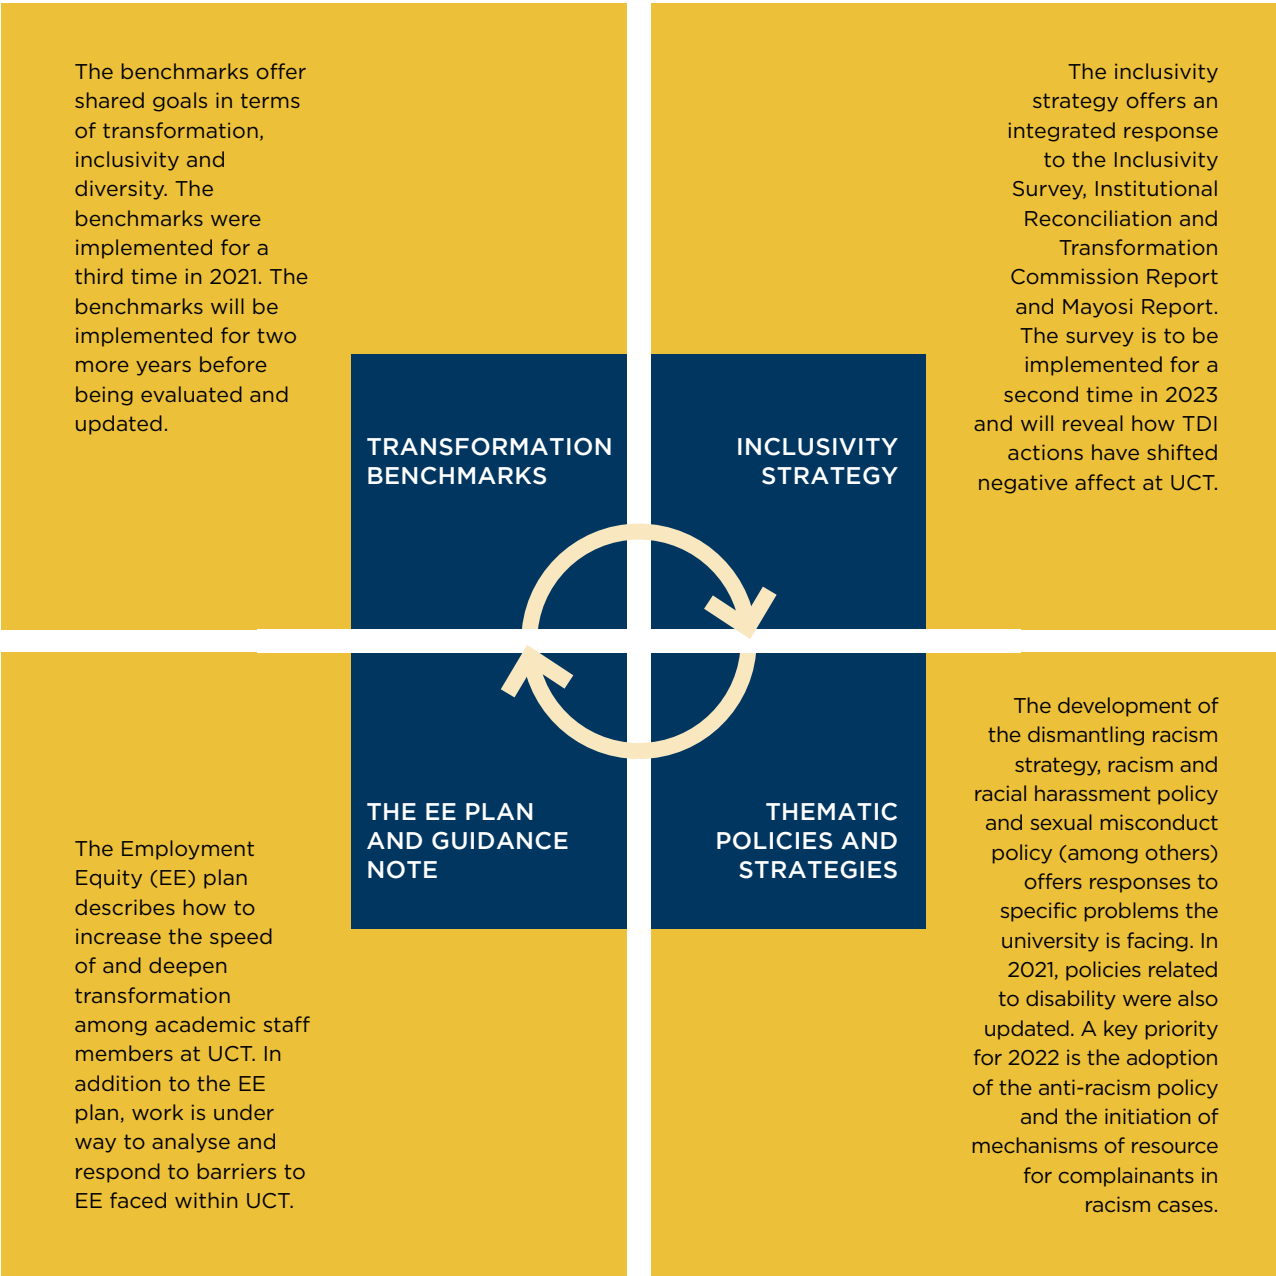 The benchmarks offer
shared goals in terms
of transformation,
inclusivity and
diversity. The
benchmarks were
implemented for a
third time in 2021. The
benchmarks will be
implemented for two
more years before
being evaluated and
updated.
TRANSFORMATION
BENCHMARKS
The inclusivity
strategy offers an
integrated response
to the Inclusivity
Survey, Institutional
Reconciliation and
Transformation
Commission Report
and Mayosi Report.
The survey is to be
implemented for a
second time in 2023
and will reveal how TDI
actions have shifted
negative affect at UCT.
INCLUSIVITY
STRATEGY
The Employment
Equity (EE) plan
describes how to
increase the speed
of and deepen
transformation
among academic staff
members at UCT. In
addition to the EE
plan, work is under
way to analyse and
respond to barriers to
EE faced within UCT.
THE EE PLAN
AND GUIDANCE
NOTE
The development of
the dismantling racism
strategy, racism and
racial harassment policy
and sexual misconduct
policy (among others)
offers responses to
specific problems the
university is facing. In
2021, policies related
to disability were also
updated. A key priority
for 2022 is the adoption
of the anti-racism policy
and the initiation of
mechanisms of resource
for complainants in
racism cases.
THEMATIC
POLICIES AND
STRATEGIES